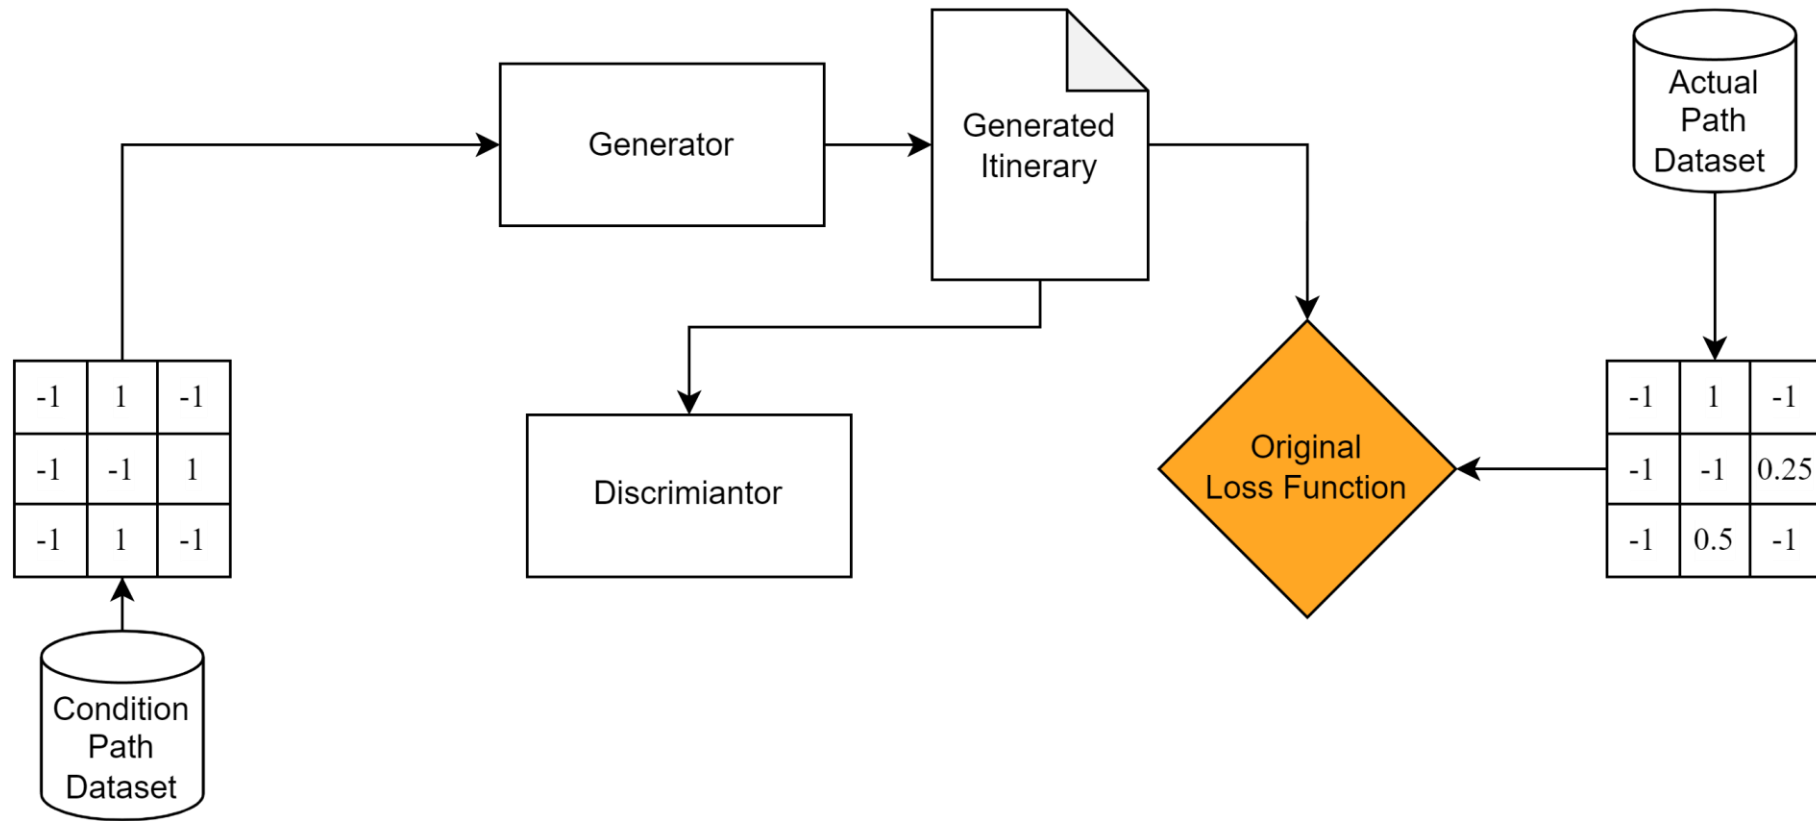 Generator
Generated
Itinerary
Actual
Path
Dataset
-1 1 -1
-1 -1 1
-1 1 -1
Discrimiantor
Original
Loss Function
-1 1 -1
-1 -1 0.25
-1 0.5 -1
Condition
Path
Dataset